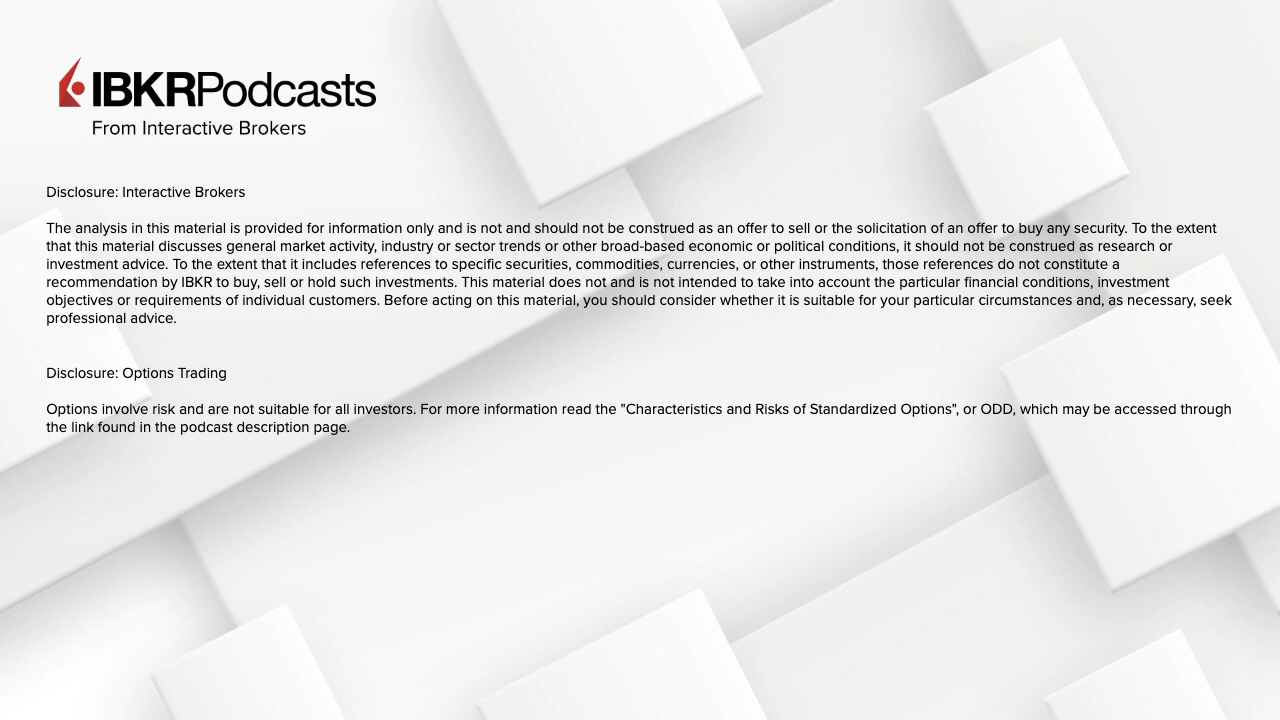 IBKRPodcasts
From Interactive Brokers
Disclosure: Interactive Brokers
The analysis in this material is provided for information only and is not and should not be construed as an offer to sell or the solicitation of an offer to buy any security. To the extent
that this material discusses general market activity, industry or sector trends or other broad-based economic or political conditions, it should not be construed as research or
investment advice. To the extent that it includes references to specific securities, commodities, currencies, or other instruments, those references do not constitute a
recommendation by IBKR to buy, sell or hold such investments. This material does not and is not intended to take into account the particular financial conditions, investment
objectives or requirements of individual customers. Before acting on this material, you should consider whether it is suitable for your particular circumstances and, as necessary, seek
professional advice.
Disclosure: Options Trading
Options involve risk and are not suitable for all investors. For more information read the "Characteristics and Risks of Standardized Options", or ODD, which may be accessed through
the link found in the podcast description page.